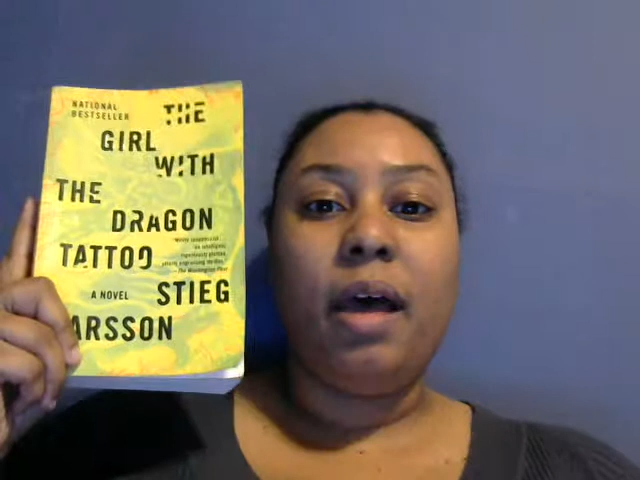 NATIONAL
BESTSELLER
THE
GIRL
WITH
THE
DRAGON
TATTOO
A NOVEL
STIEG
ARSSON